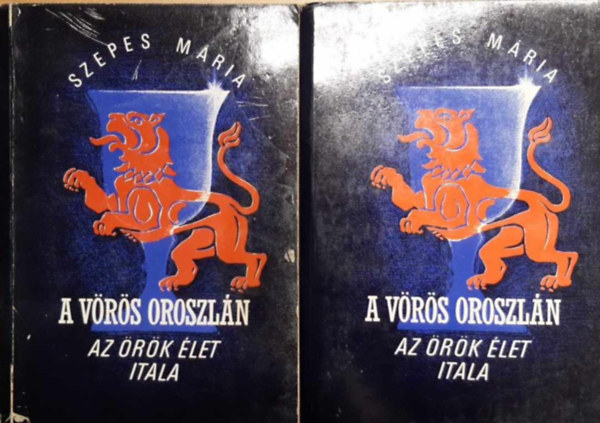 SZEPES MÁRIA
A VÖRÖS OROSZLÁN
AZ ÖRÖK ÉLET
ITALA
SZEPES MÁRIA
A VÖRÖS OROSZLÁN
AZ ÖRÖK ÉLET
ITALA